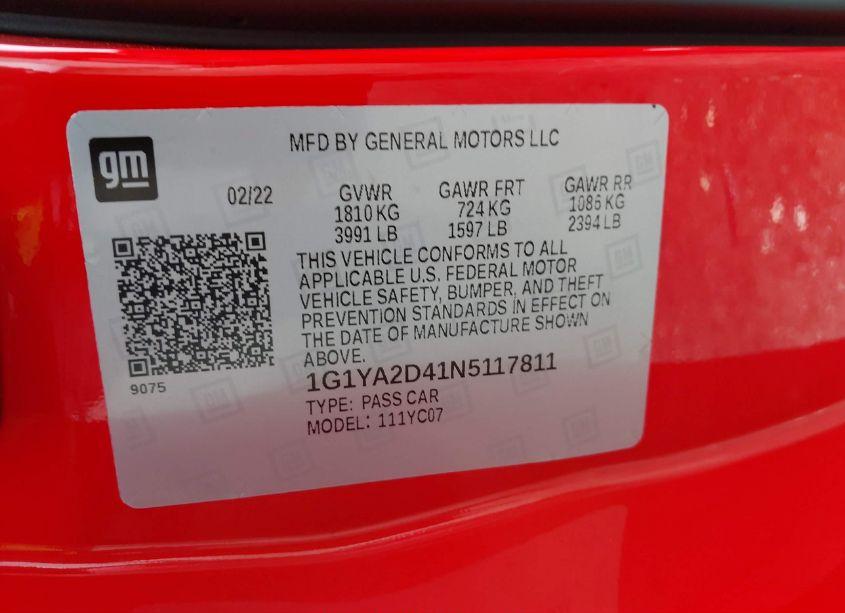 gm
MFD BY GENERAL MOTORS LLC
02/22
GVWR
1810 KG
3991 LB
GAWR FRT
724 KG
1597 LB
GAWR RR
1086 KG
2394 LB
THIS VEHICLE CONFORMS TO ALL
APPLICABLE U.S. FEDERAL MOTOR
VEHICLE SAFETY, BUMPER, AND THEFT
PREVENTION STANDARDS IN EFFECT ON
THE DATE OF MANUFACTURE SHOWN
ABOVE.
9075
1G1YA2D41N5117811
TYPE: PASS CAR
MODEL: 111YC07